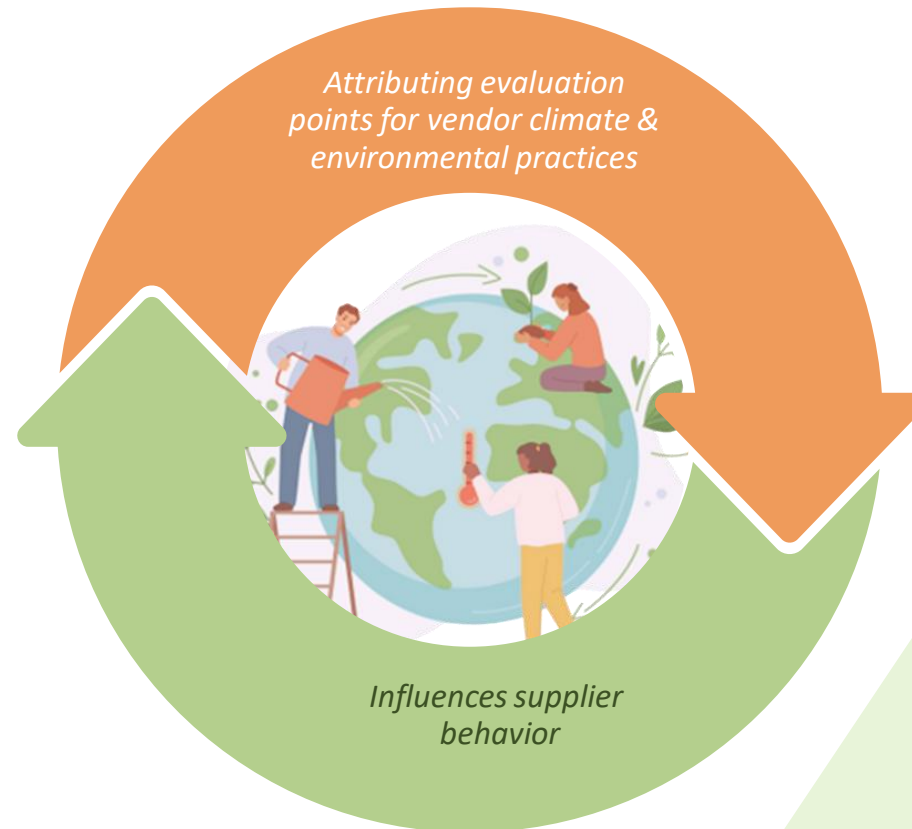 Attributing evaluation
points for vendor climate &
environmental practices
Influences supplier
behavior